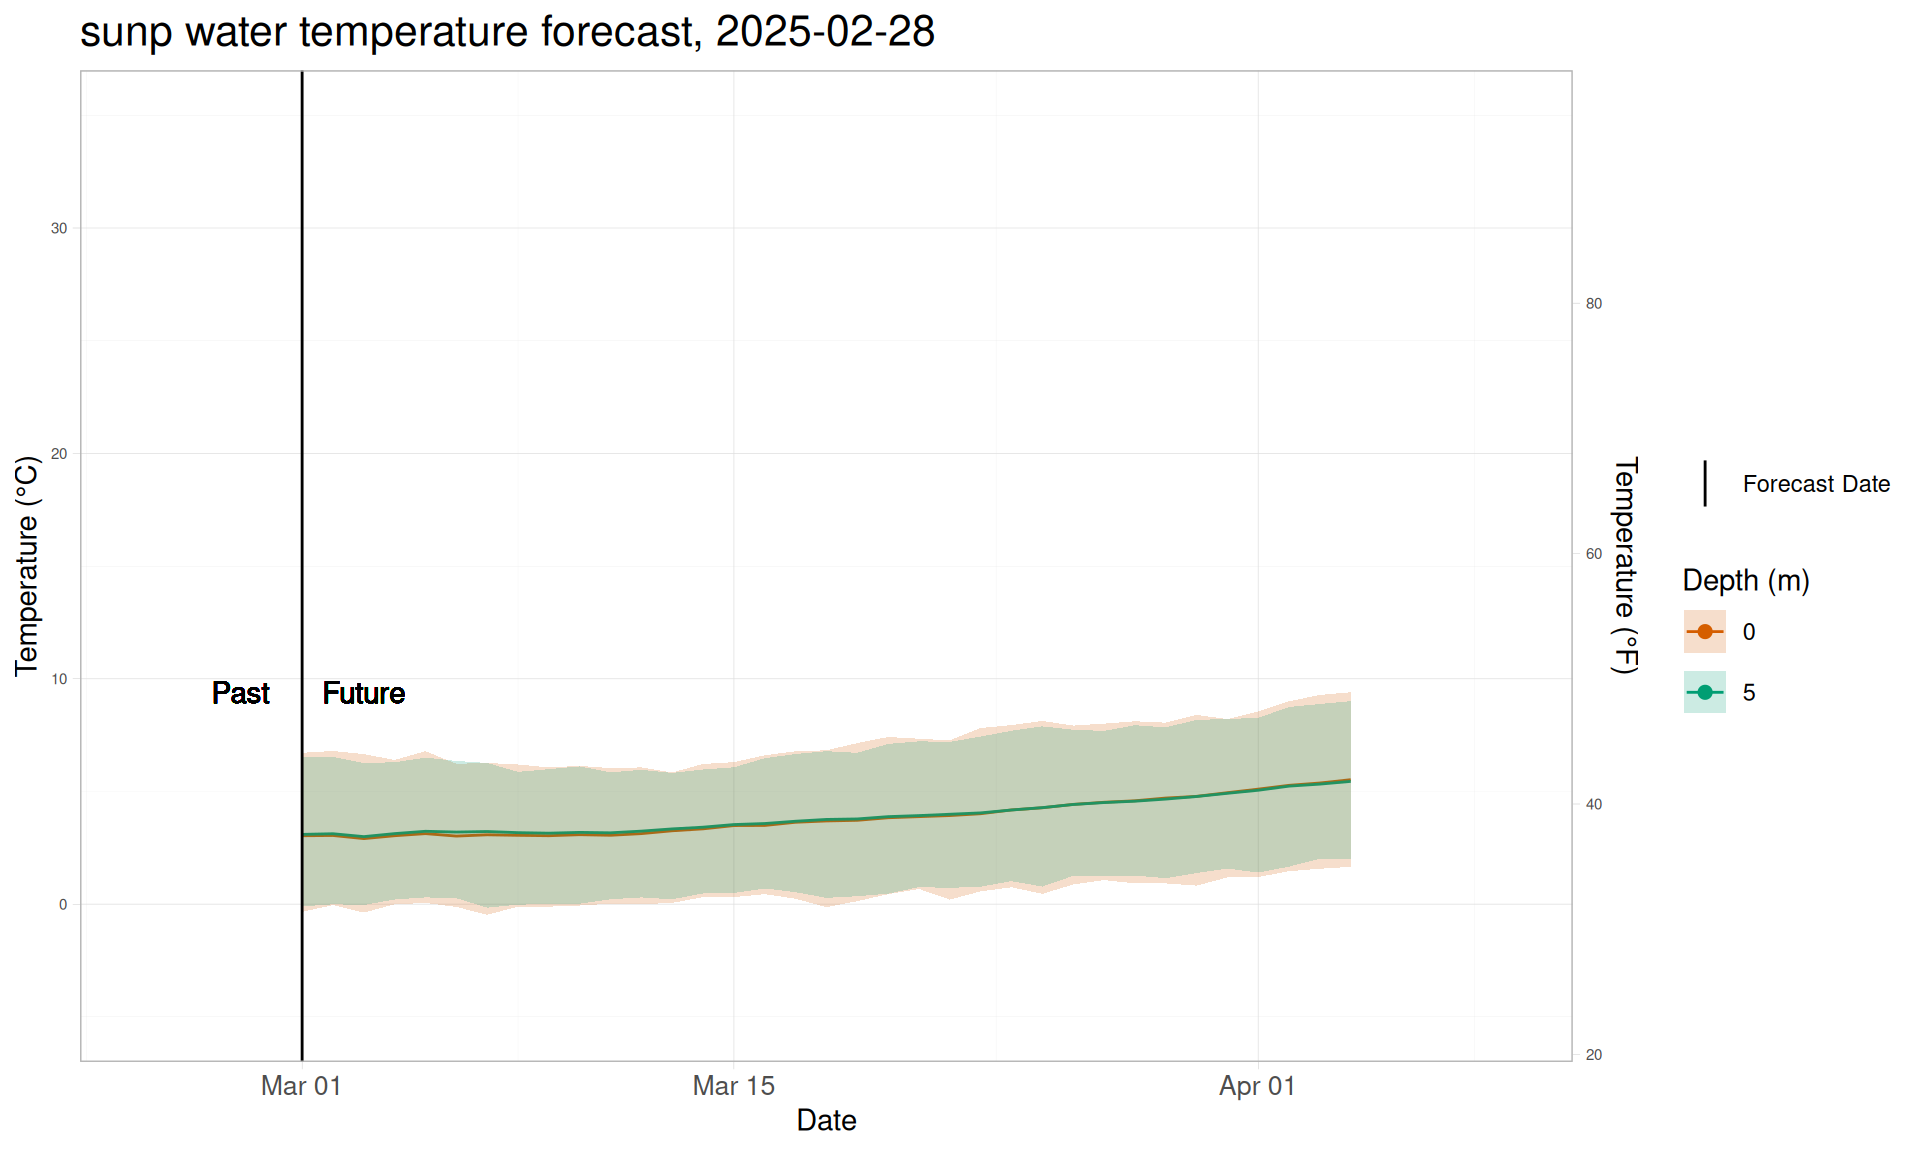 sunp water temperature forecast, 2025-02-28
Temperature (°C)
30
20
10
0
Past
Future
80
60
40
20
Temperature (°F)
Mar 01
Mar 15
Apr 01
Date
Forecast Date
Depth (m)
0
5